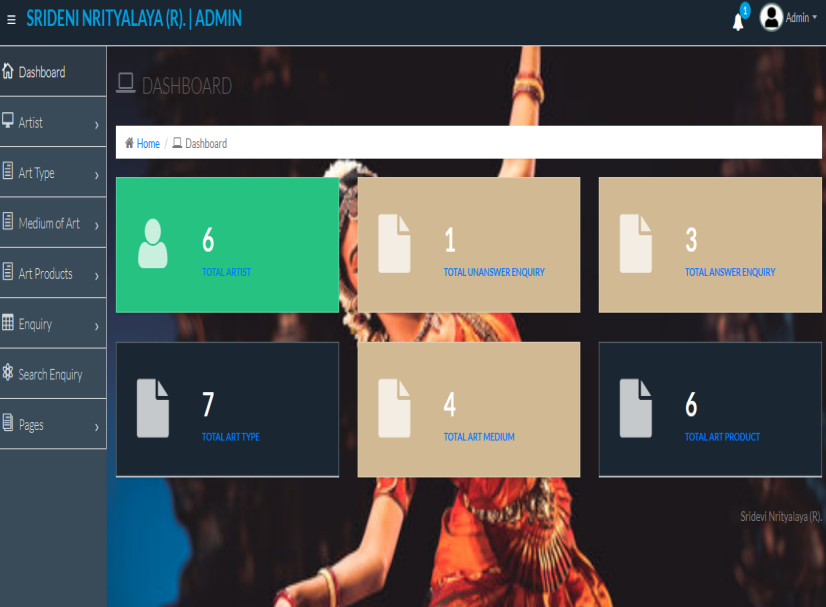 SRIDENI NRITYALAYA (R). | ADMIN
1
Admin
Dashboard
Artist
Art Type
Medium of Art
Art Products
Enquiry
Search Enquiry
Pages
DASHBOARD
Home / Dashboard
6
TOTAL ARTIST
1
TOTAL UNANSWER ENQUIRY
3
TOTAL ANSWER ENQUIRY
7
TOTAL ART TYPE
4
TOTAL ART MEDIUM
6
TOTAL ART PRODUCT
Sridevi Nrityalaya (R).